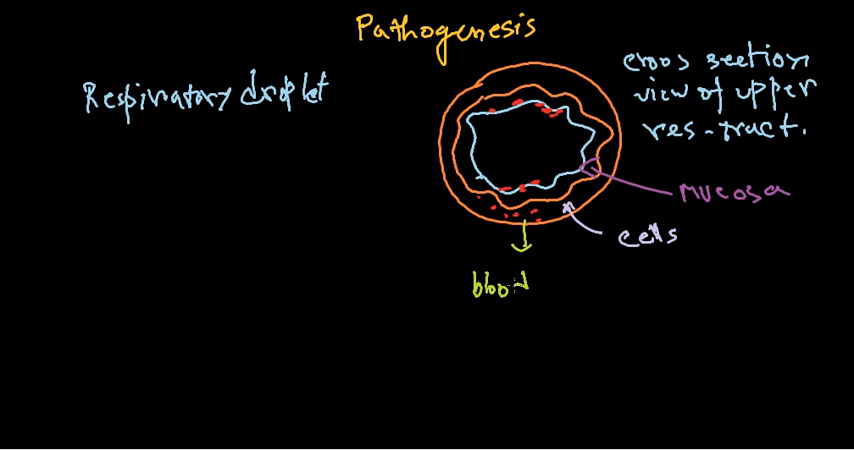 Pathogenesis
Respiratory droplet
cross section
view of upper
res-tract.
Mucosa
cells
blood